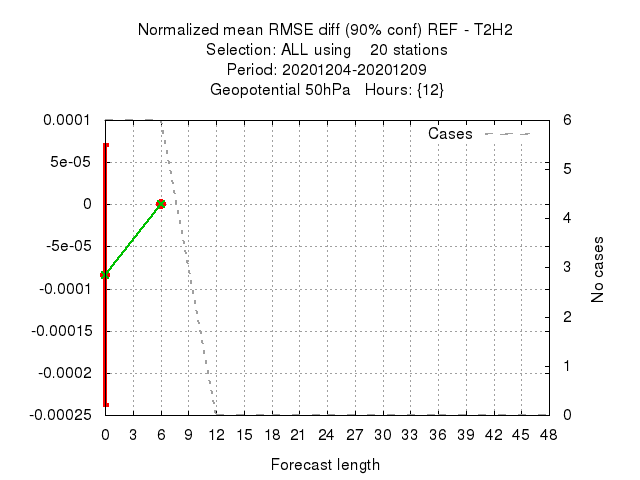 Normalized mean RMSE diff (90% conf) REF - T2H2
Selection: ALL using    20 stations
Period: 20201204-20201209
Geopotential 50hPa   Hours: {12}
Cases
0.0001
5e-05
0
-5e-05
-0.0001
-0.00015
-0.0002
-0.00025
6
5
4
3
2
1
0
No cases
0 3 6 9 12 15 18 21 24 27 30 33 36 39 42 45 48
Forecast length